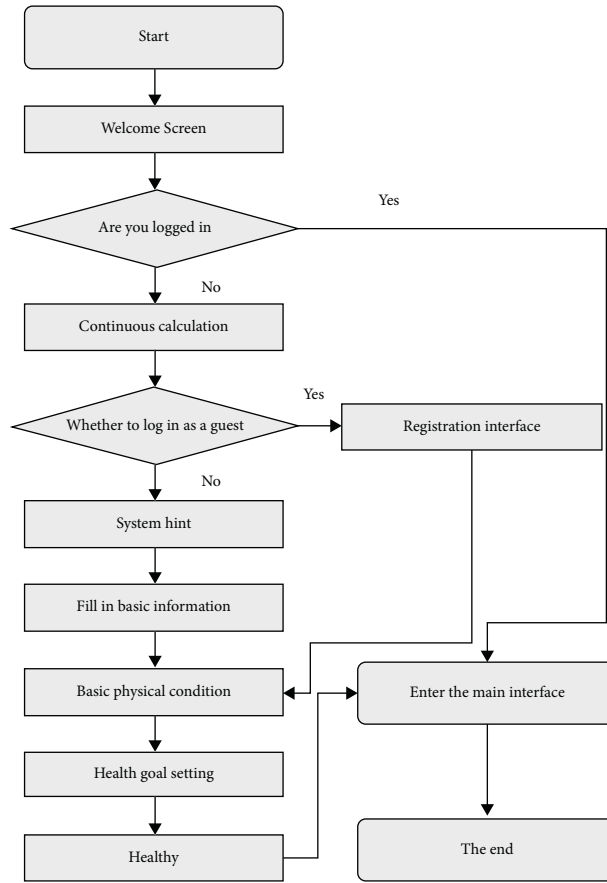 Start
Welcome Screen
Yes
Are you logged in
No
Continuous calculation
Yes
Whether to log in as a guest
Registration interface
No
System hint
Fill in basic information
Basic physical condition
Enter the main interface
Health goal setting
Healthy
The end